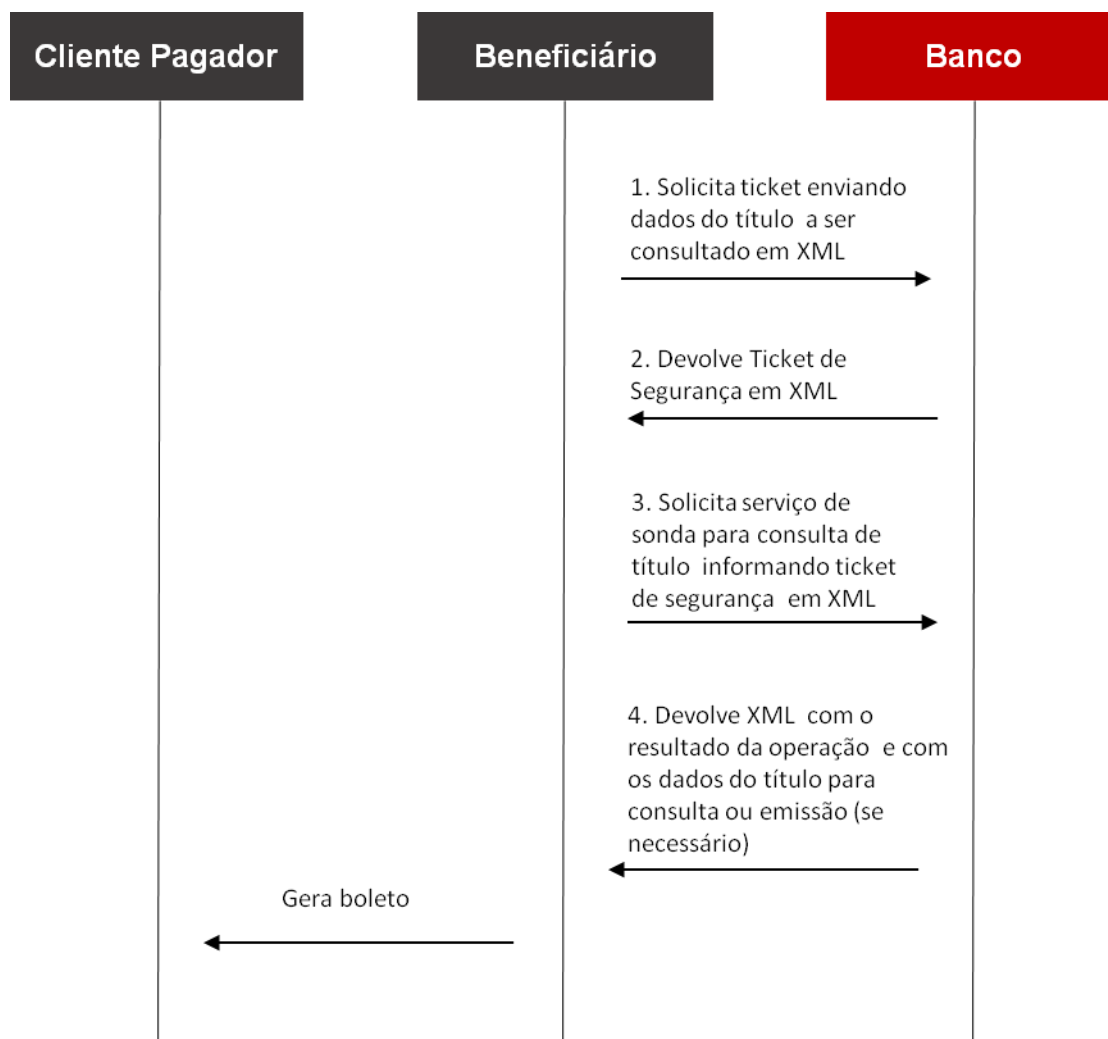 Cliente Pagador
Beneficiário
Banco
1. Solicita ticket enviando
dados do título a ser
consultado em XML
2. Devolve Ticket de
Segurança em XML
3. Solicita serviço de
sonda para consulta de
título informando ticket
de segurança em XML
4. Devolve XML com o
resultado da operação e com
os dados do título para
consulta ou emissão (se
necessário)
Gera boleto